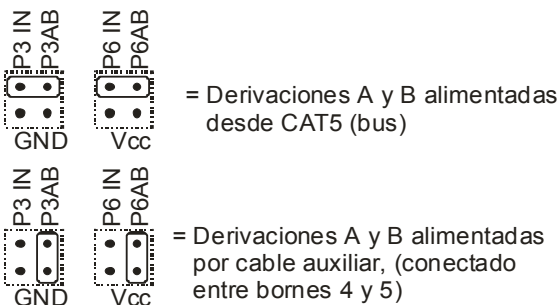 P3 IN
P3AB
P6 IN
P6AB
= Derivaciones A y B alimentadas
desde CAT5 (bus)
GND
Vcc
P3 IN
P3AB
P6 IN
P6AB
= Derivaciones A y B alimentadas
por cable auxiliar, (conectado
entre bornes 4 y 5)
GND
Vcc